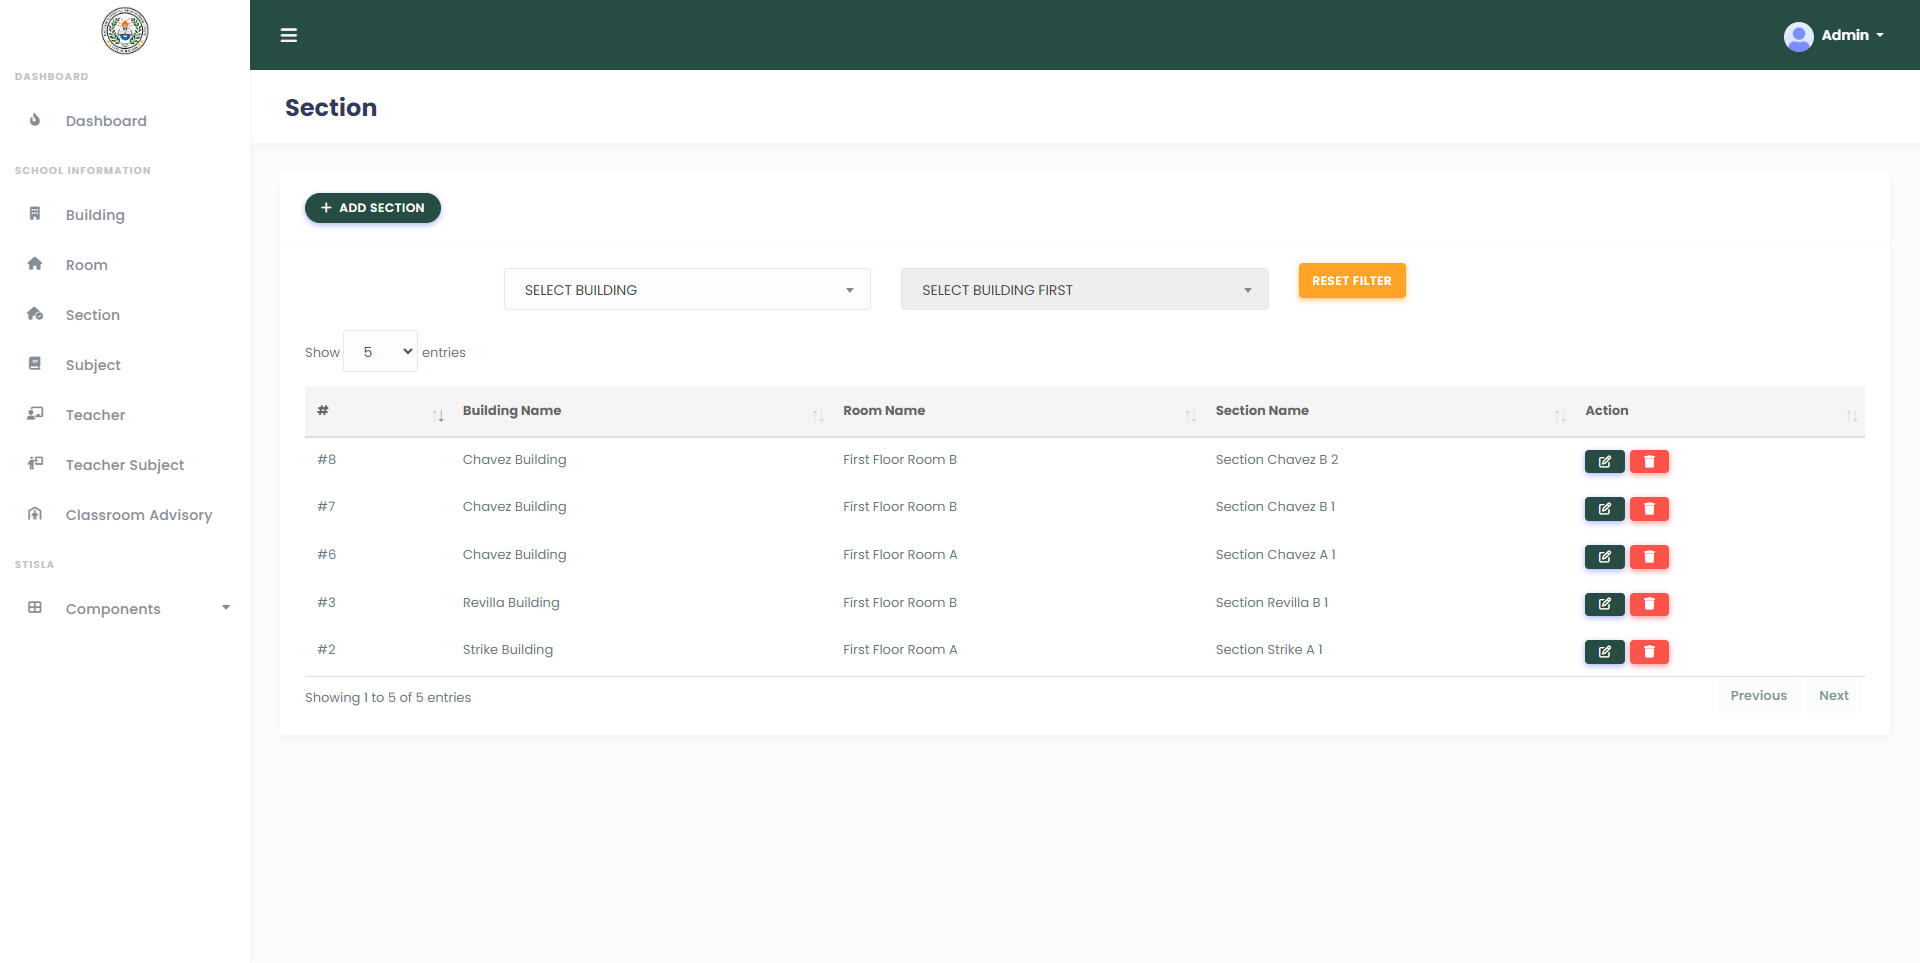 DASHBOARD
Dashboard
SCHOOL INFORMATION
Building
Room
Section
Subject
Teacher
Teacher Subject
Classroom Advisory
STISLA
Components
Admin
Section
ADD SECTION
SELECT BUILDING
SELECT BUILDING FIRST
RESET FILTER
Show 5 entries
# Building Name Room Name Section Name Action
#8 Chavez Building First Floor Room B Section Chavez B 2
#7 Chavez Building First Floor Room B Section Chavez B 1
#6 Chavez Building First Floor Room A Section Chavez A 1
#3 Revilla Building First Floor Room B Section Revilla B 1
#2 Strike Building First Floor Room A Section Strike A 1
Showing 1 to 5 of 5 entries
Previous Next